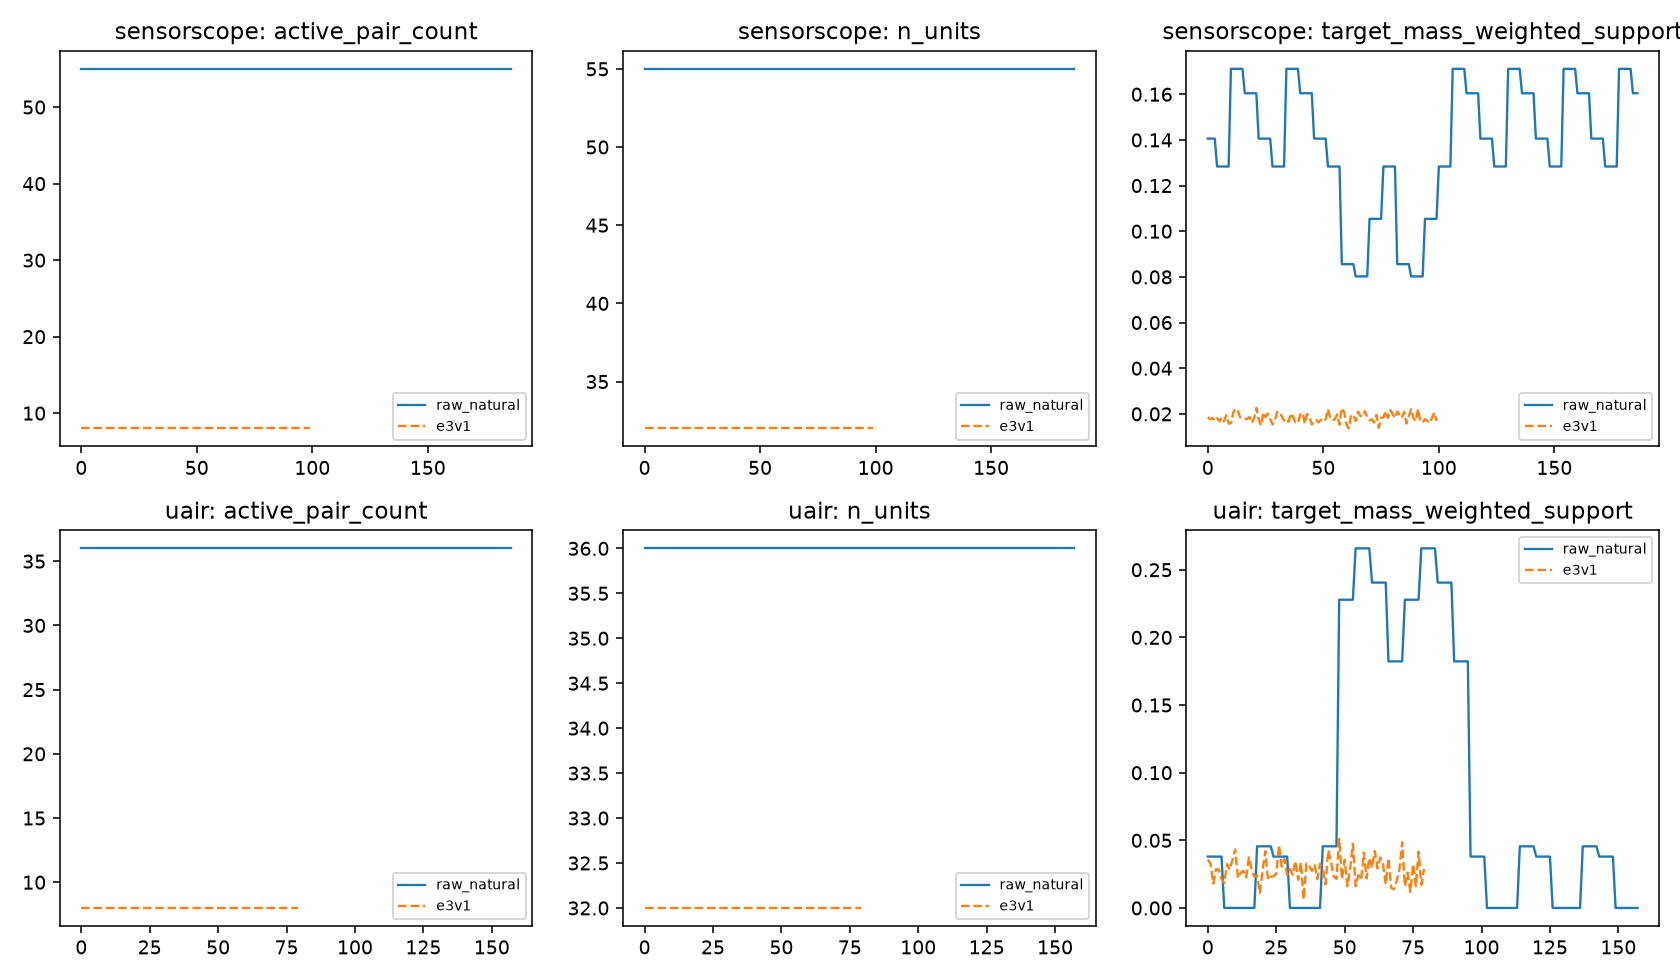 sensorscope: active_pair_count
50
40
30
20
10
raw_natural
e3v1
0 50 100 150
sensorscope: n_units
55
50
45
40
35
raw_natural
e3v1
0 50 100 150
sensorscope: target_mass_weighted_support
0.16
0.14
0.12
0.10
0.08
0.06
0.04
0.02
raw_natural
e3v1
0 50 100 150
uair: active_pair_count
35
30
25
20
15
10
raw_natural
e3v1
0 25 50 75 100 125 150
uair: n_units
36.0
35.5
35.0
34.5
34.0
33.5
33.0
32.5
32.0
raw_natural
e3v1
0 25 50 75 100 125 150
uair: target_mass_weighted_support
raw_natural
e3v1
0.25
0.20
0.15
0.10
0.05
0.00
0 25 50 75 100 125 150